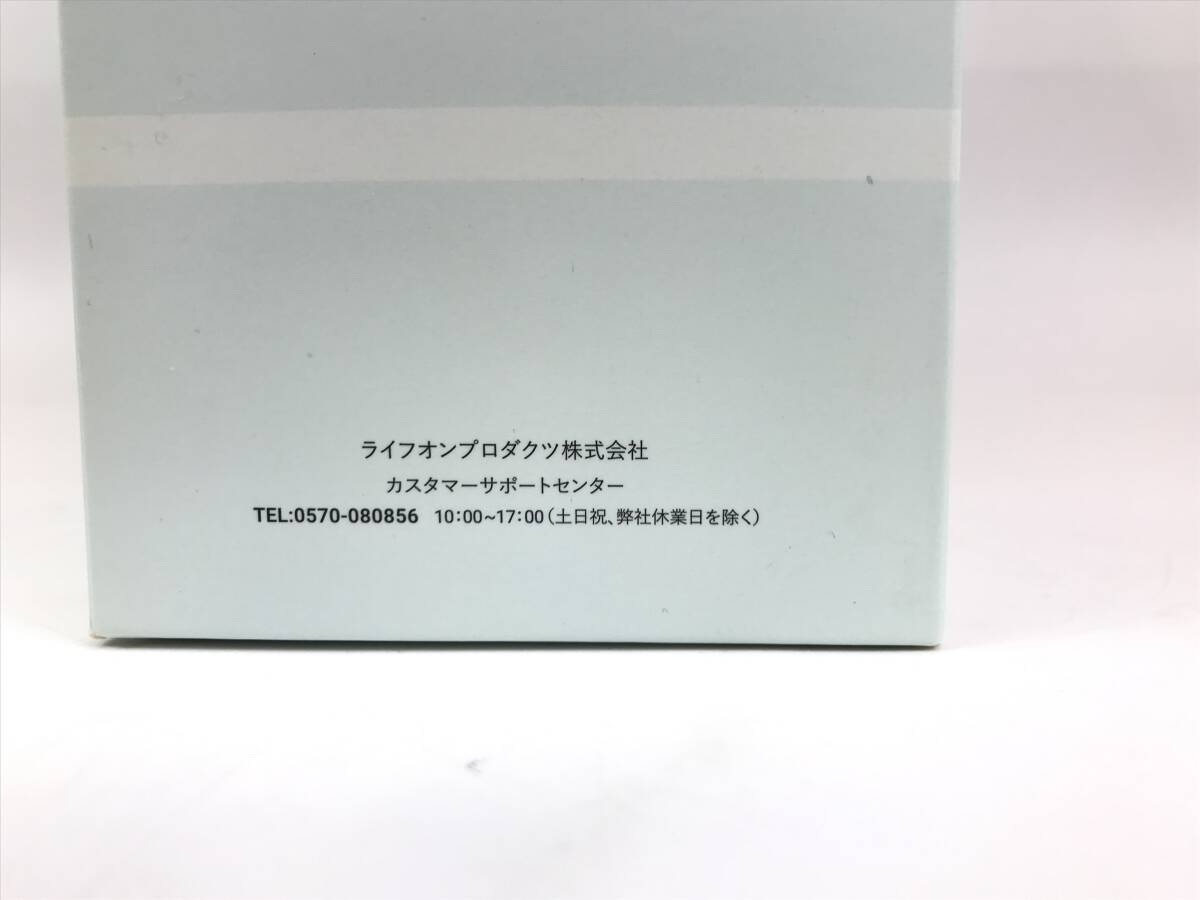 ライフオンプロダクツ株式会社
カスタマーサポートセンター
TEL:0570-080856 10:00~17:00(土日祝、弊社休業日を除く)